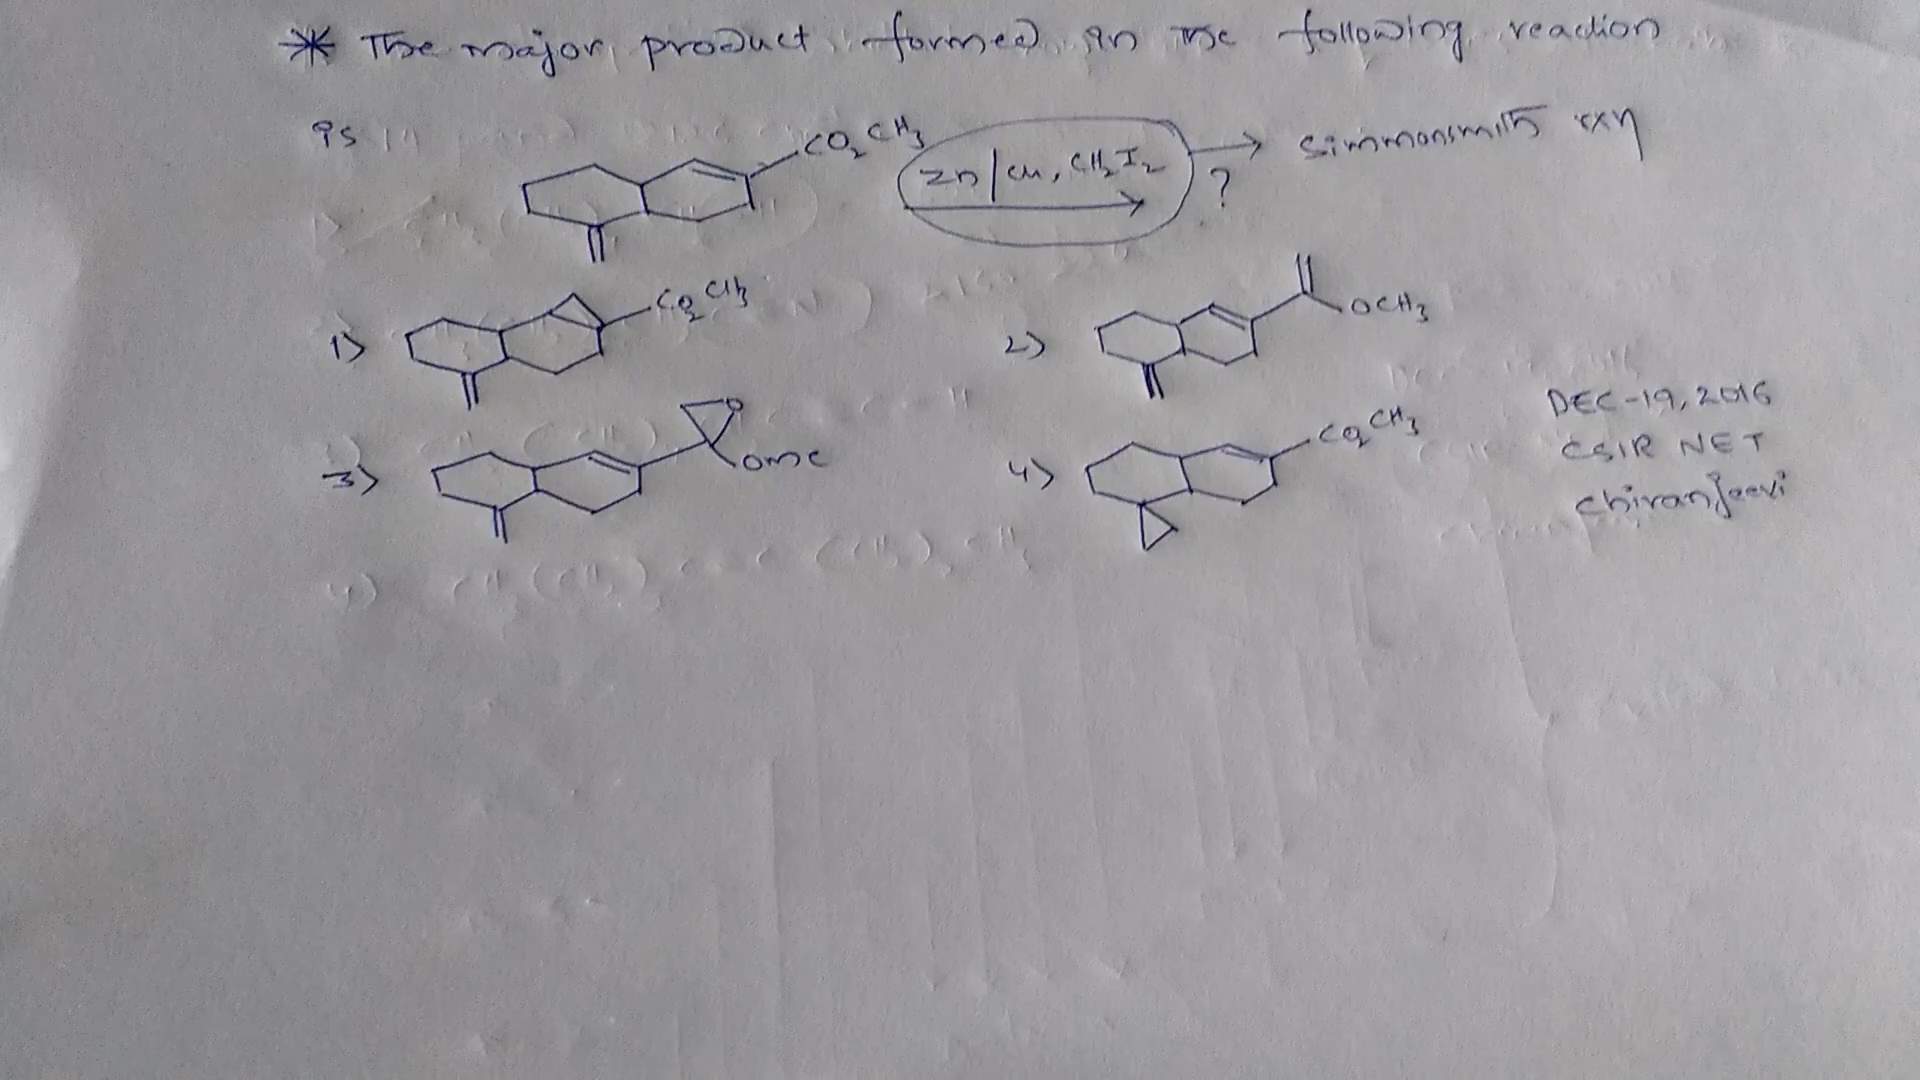 * The major product formed in the following reaction
is
CO2CH3
Zn/Cu, CH2I2
?
Simmonsmith rxn
1)
CO2CH3
2)
OCH3
3)
O
OMe
4)
CO2CH3
DEC-19, 2016
CSIR NET
Chiranjeevi